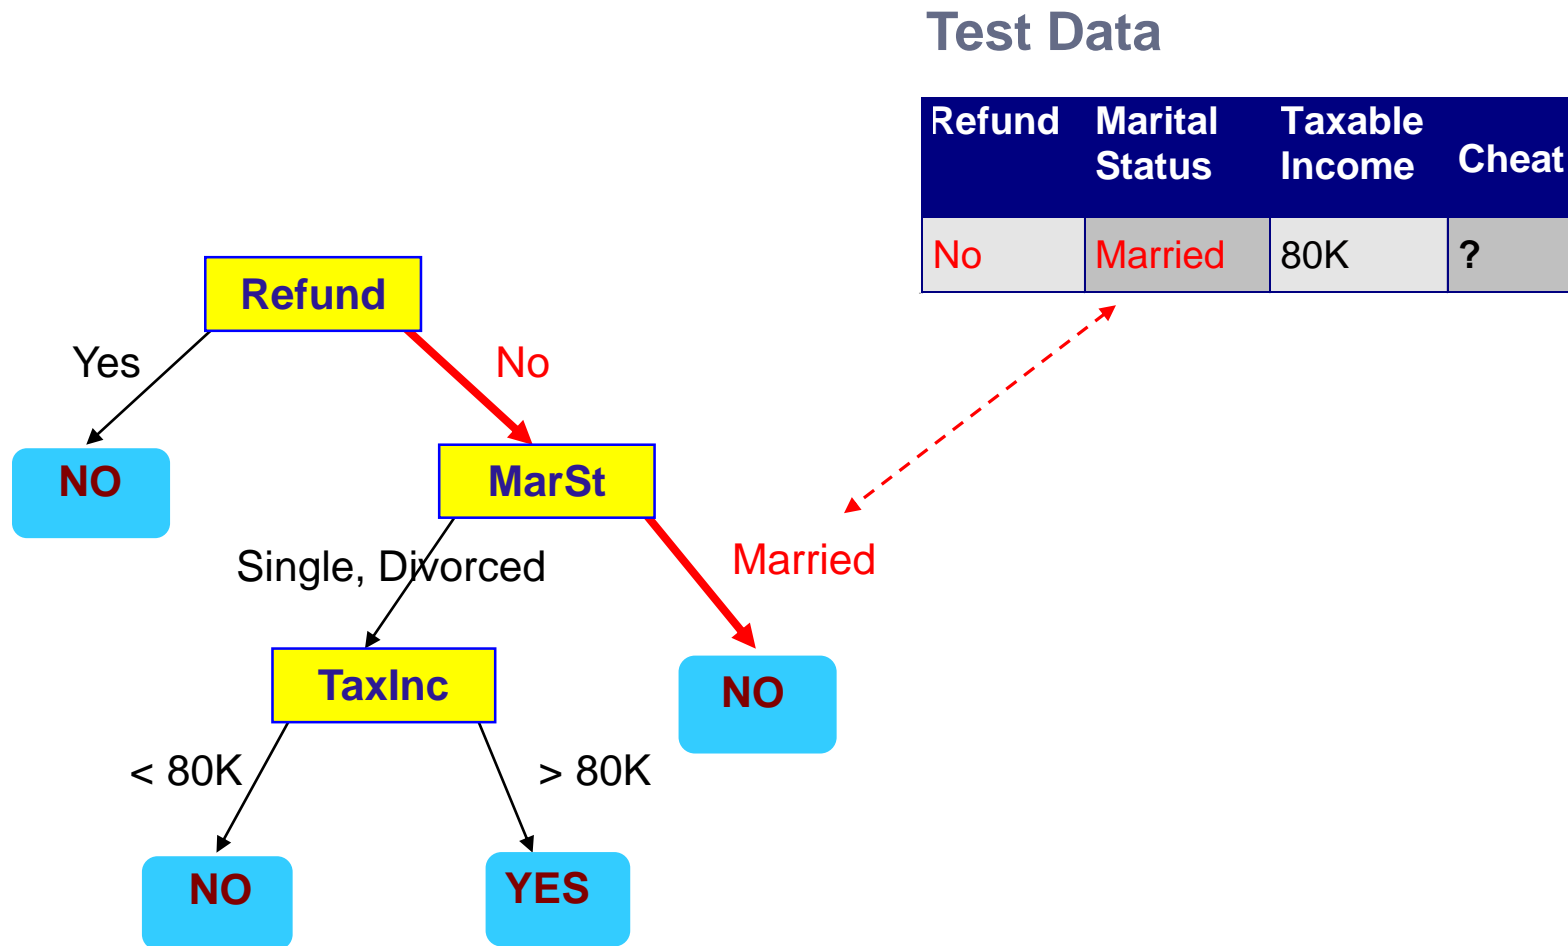 Test Data
Refund Marital Status Taxable Income Cheat
No Married 80K ?
Refund
Yes No
NO
MarSt
Single, Divorced Married
TaxInc
NO
< 80K > 80K
NO YES